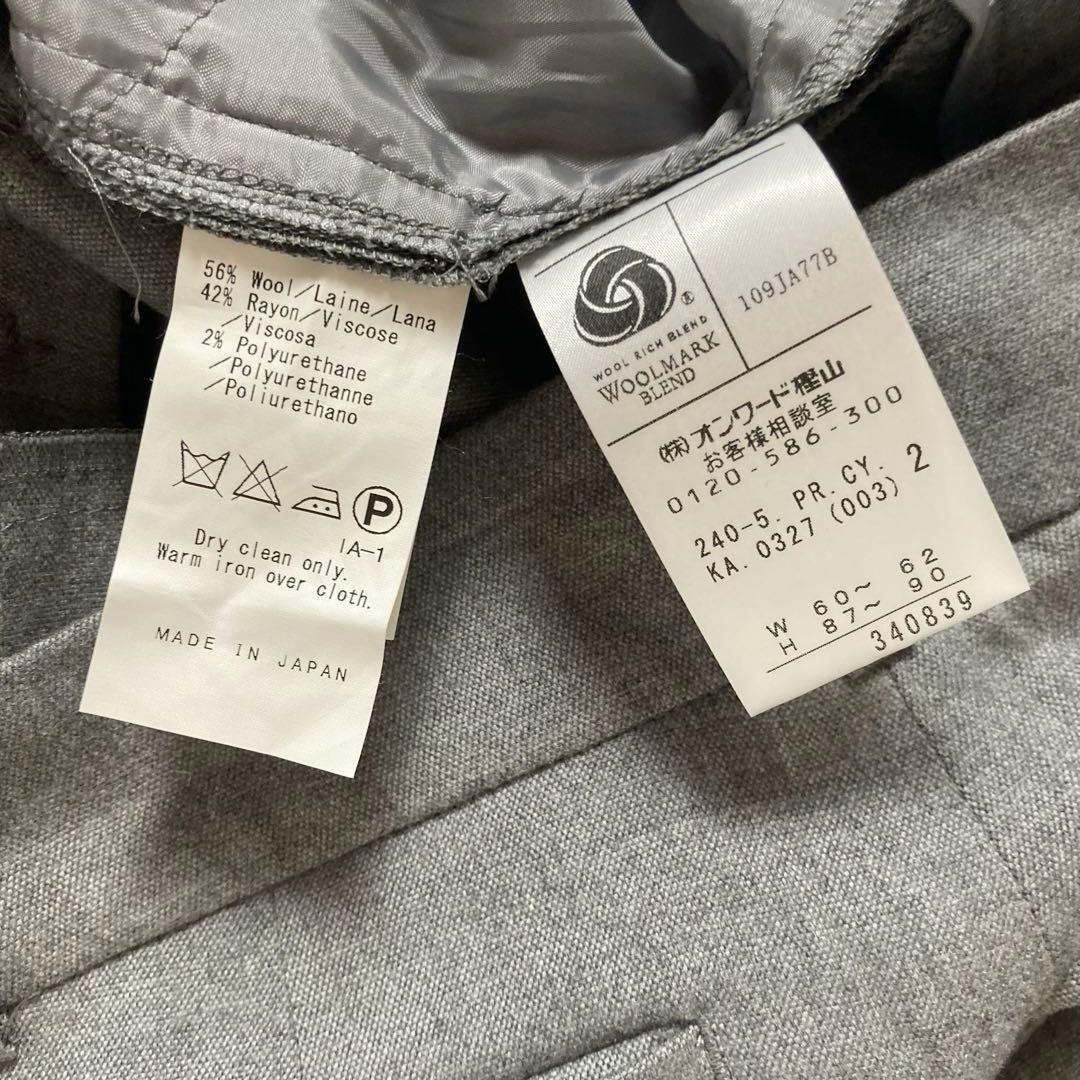 56% Wool／Laine／Lana
42% Rayon／Viscose
／Viscosa
2% Polyurethane
／Polyurethanne
／Poliurethano
P
IA-1
Dry clean only.
Warm iron over cloth.
MADE IN JAPAN
®
WOOL RICH BLEND
WOOLMARK
BLEND
109JA77B
㈱オンワード樫山
お客様相談室
0120-586-300
240-5. PR.CY. 2
KA. 0327 (003)
W 60～ 62
H 87～ 90
340839